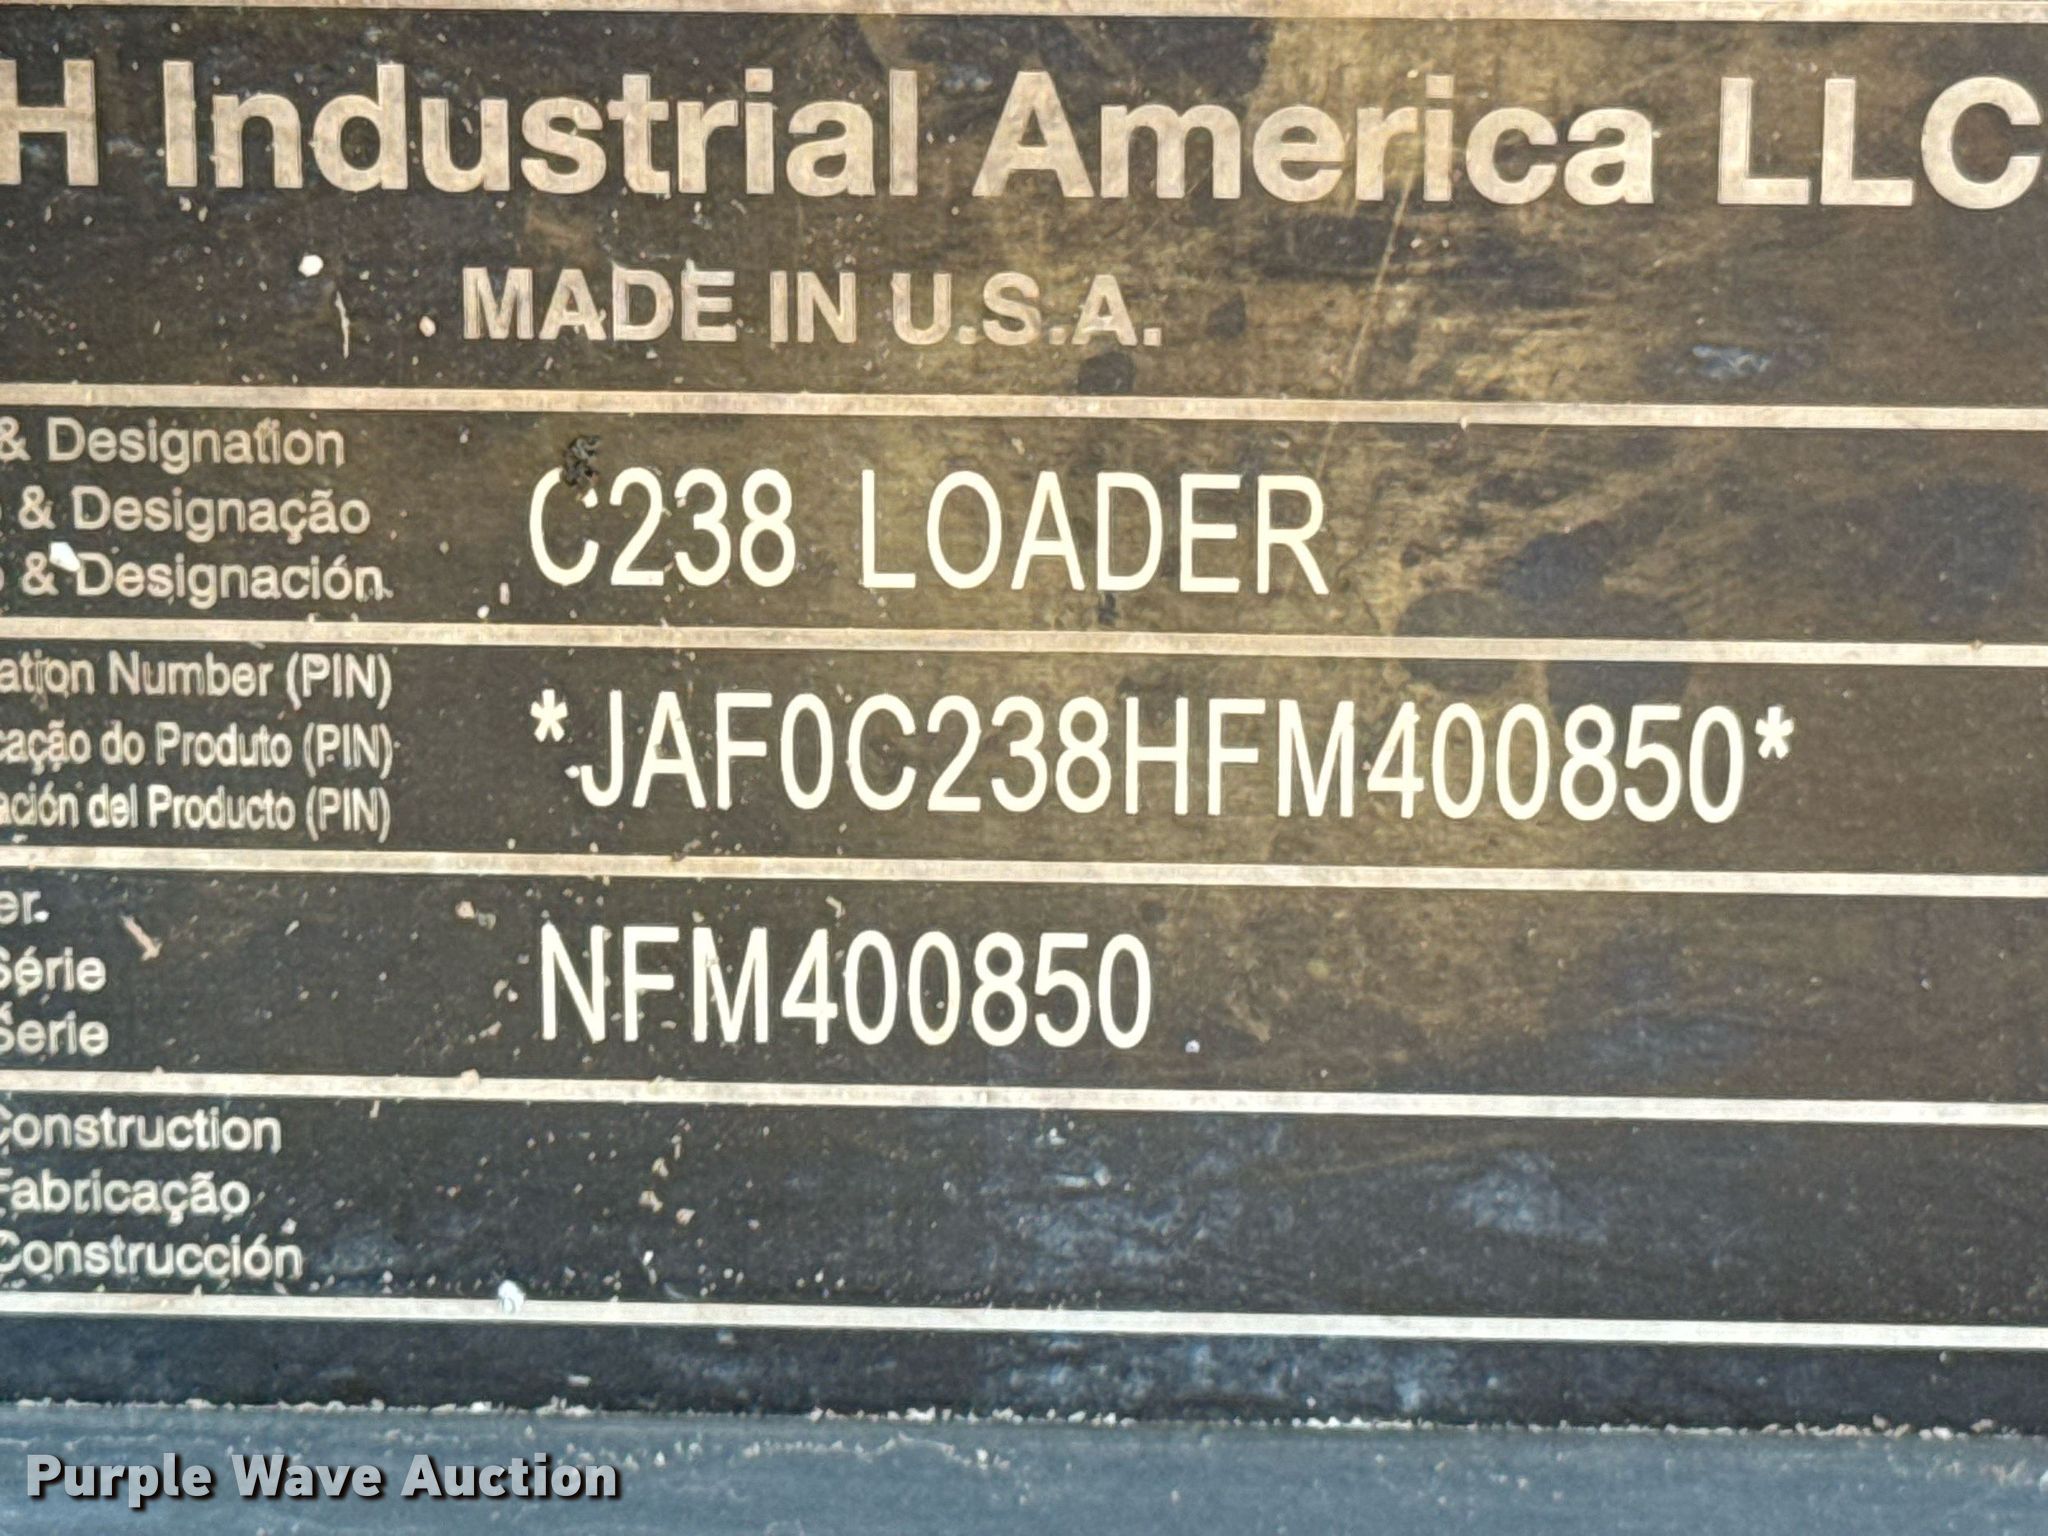 H Industrial America LLC
MADE IN U.S.A.
& Designation
& Designação
& Designación
C238 LOADER
ation Number (PIN)
cação do Produto (PIN)
ación del Producto (PIN)
*JAF0C238HFM400850*
er.
Série
Serie
NFM400850
Construction
Fabricação
Construcción
Purple Wave Auction